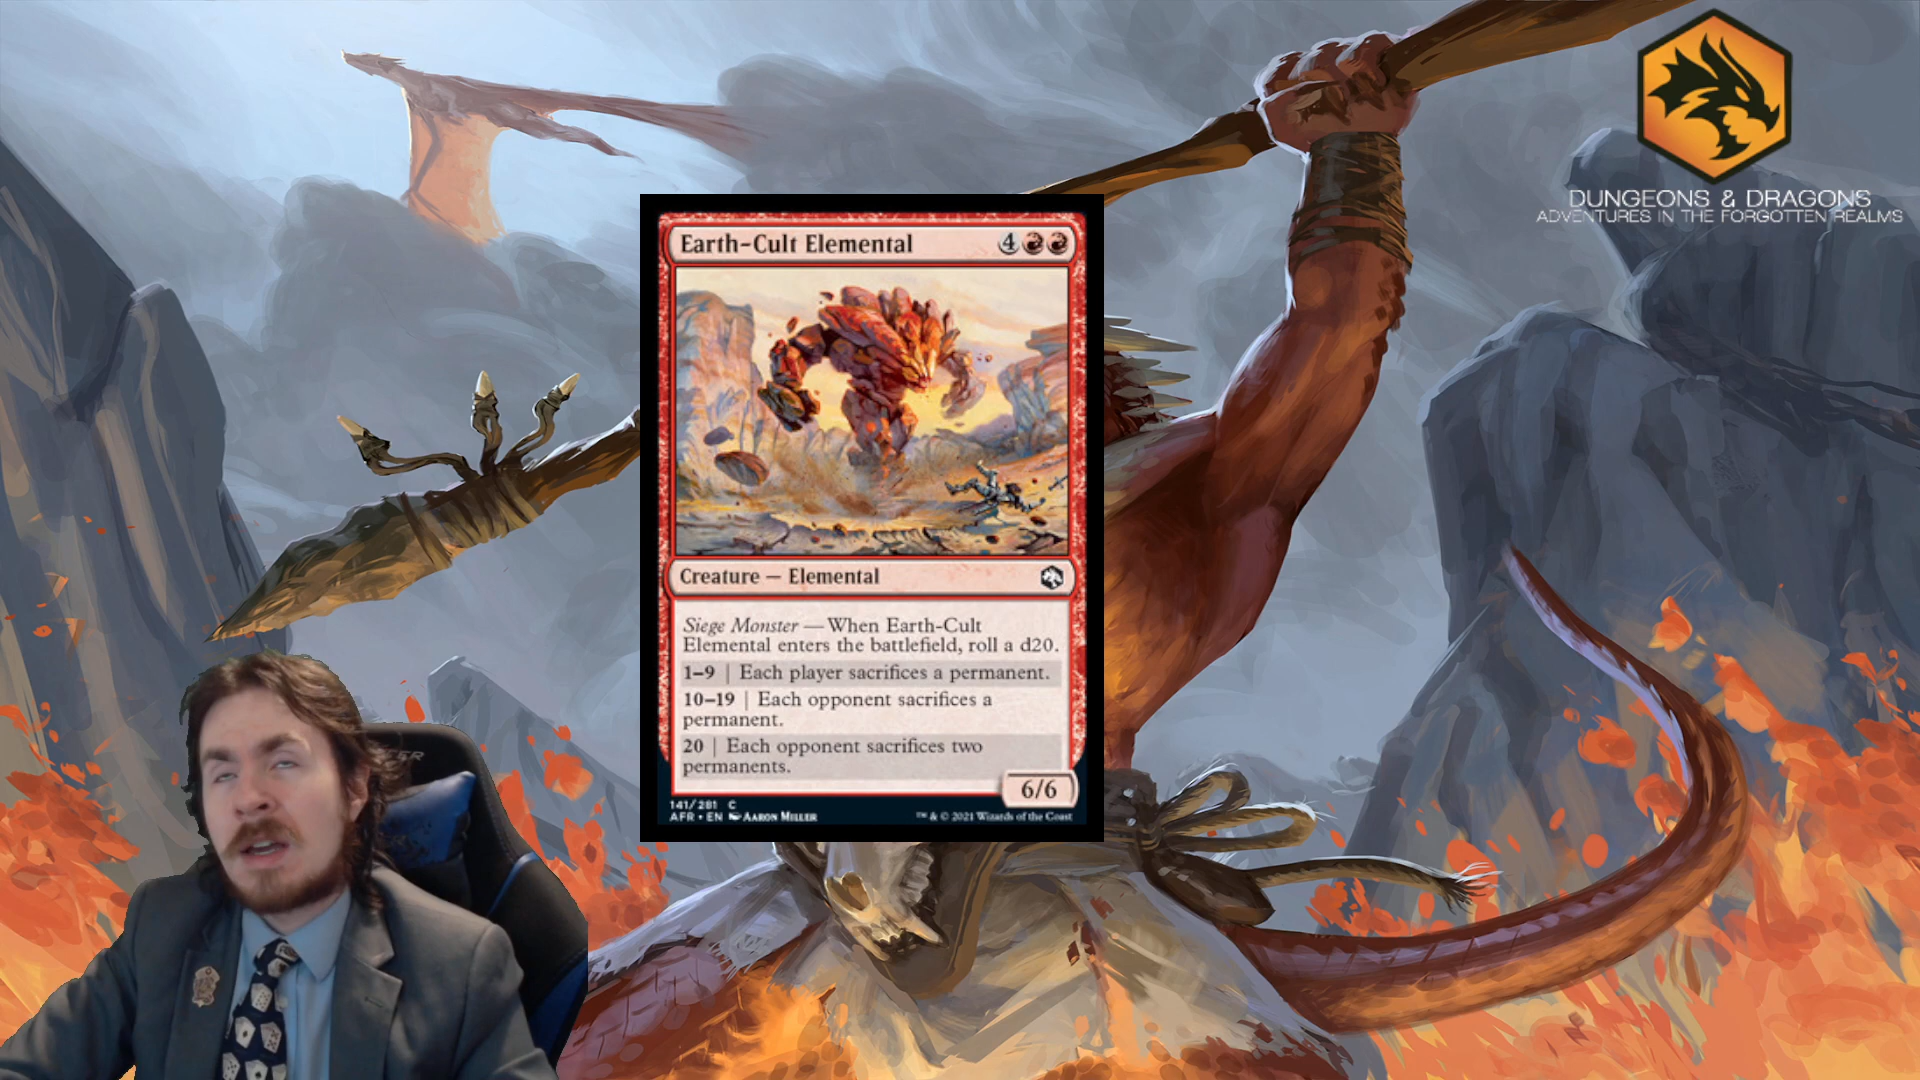 DUNGEONS & DRAGONS
ADVENTURES IN THE FORGOTTEN REALMS
Earth-Cult Elemental 4
Creature — Elemental
Siege Monster — When Earth-Cult
Elemental enters the battlefield, roll a d20.
1–9 | Each player sacrifices a permanent.
10–19 | Each opponent sacrifices a
permanent.
20 | Each opponent sacrifices two
permanents.
6/6
141/281 C
AFR • EN AARON MILLER
™ & © 2021 Wizards of the Coast